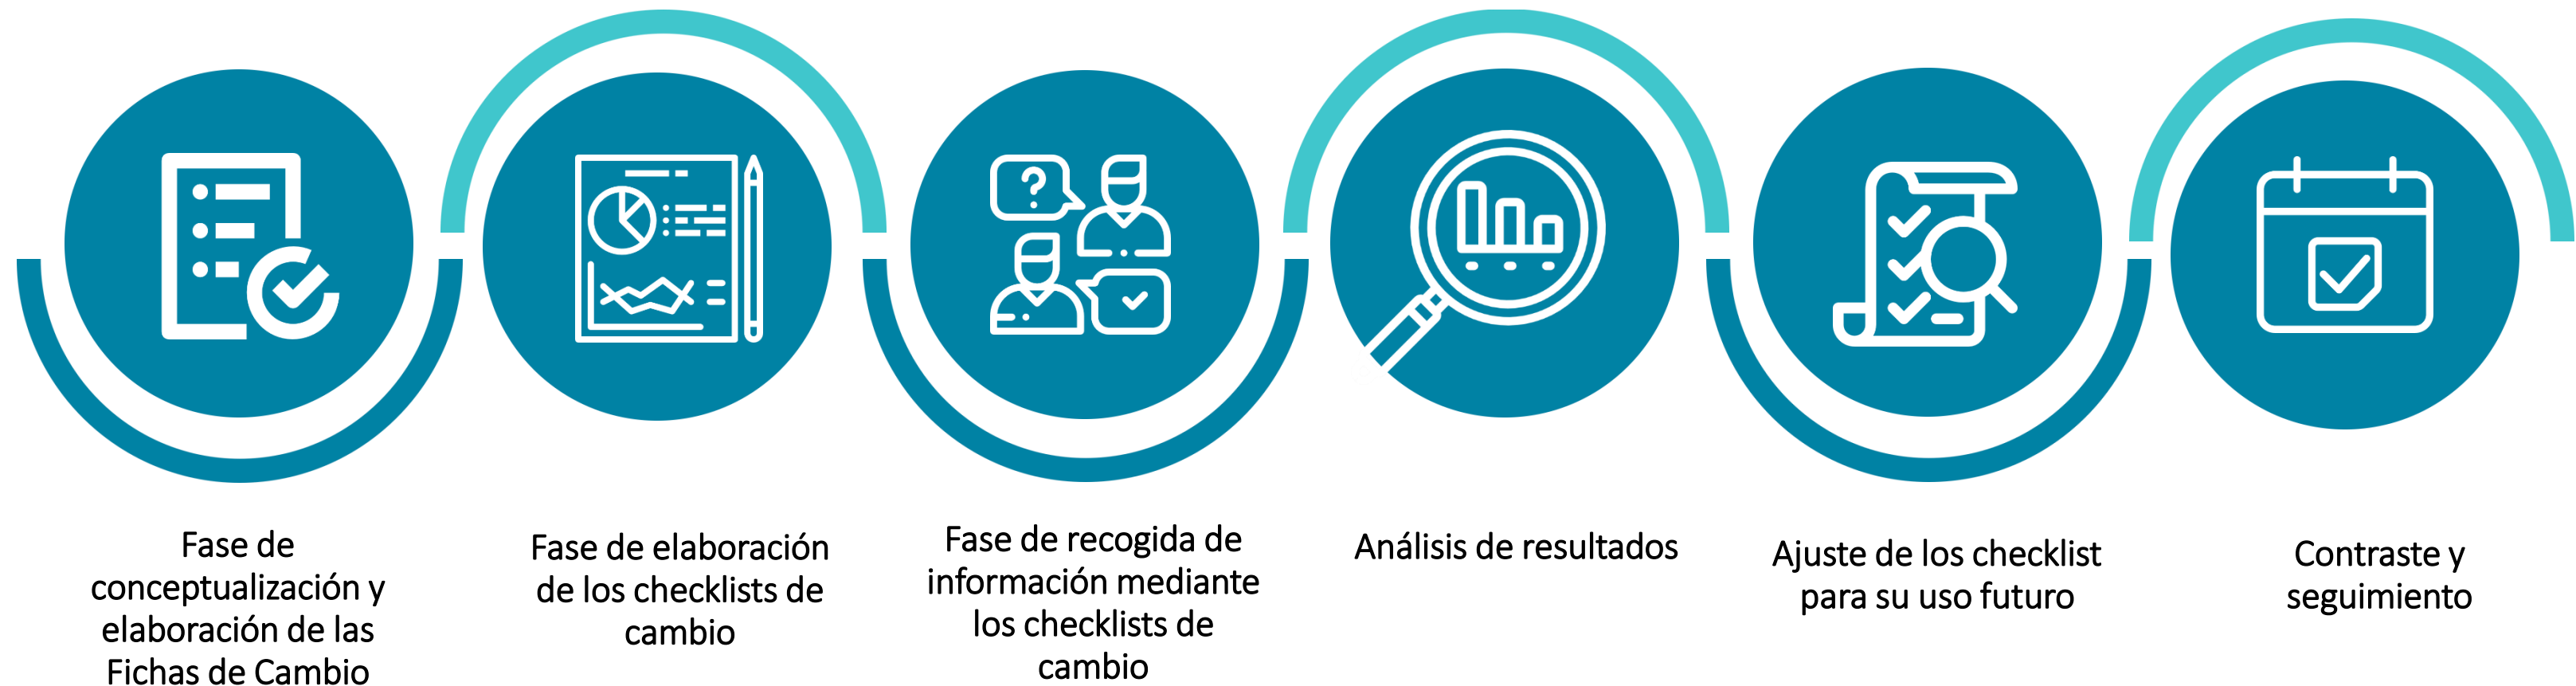 Fase de
conceptualización y
elaboración de las
Fichas de Cambio
Fase de elaboración
de los checklists de
cambio
Fase de recogida de
información mediante
los checklists de
cambio
Análisis de resultados
Ajuste de los checklist
para su uso futuro
Contraste y
seguimiento